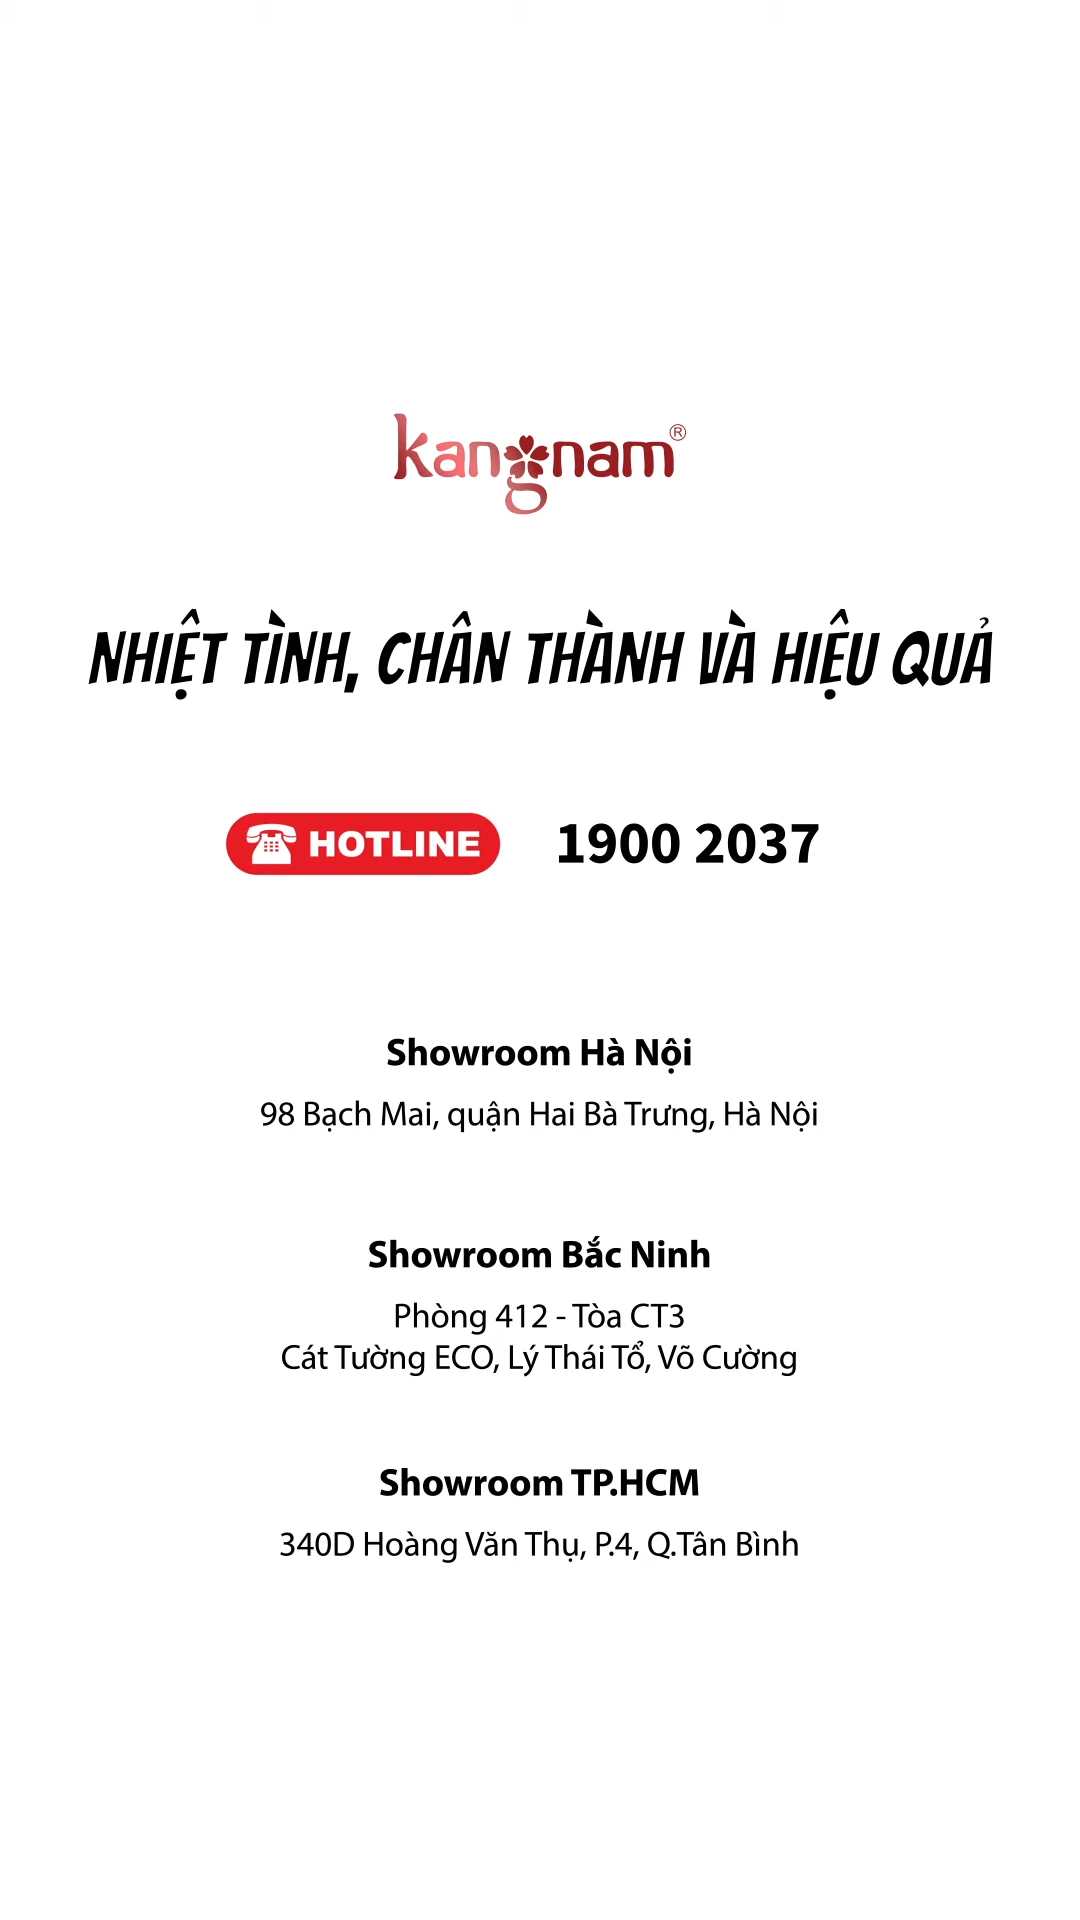 kangnam®
NHIỆT TÌNH, CHÂN THÀNH VÀ HIỆU QUẢ
HOTLINE 1900 2037
Showroom Hà Nội
98 Bạch Mai, quận Hai Bà Trưng, Hà Nội
Showroom Bắc Ninh
Phòng 412 - Tòa CT3
Cát Tường ECO, Lý Thái Tổ, Võ Cường
Showroom TP.HCM
340D Hoàng Văn Thụ, P.4, Q.Tân Bình